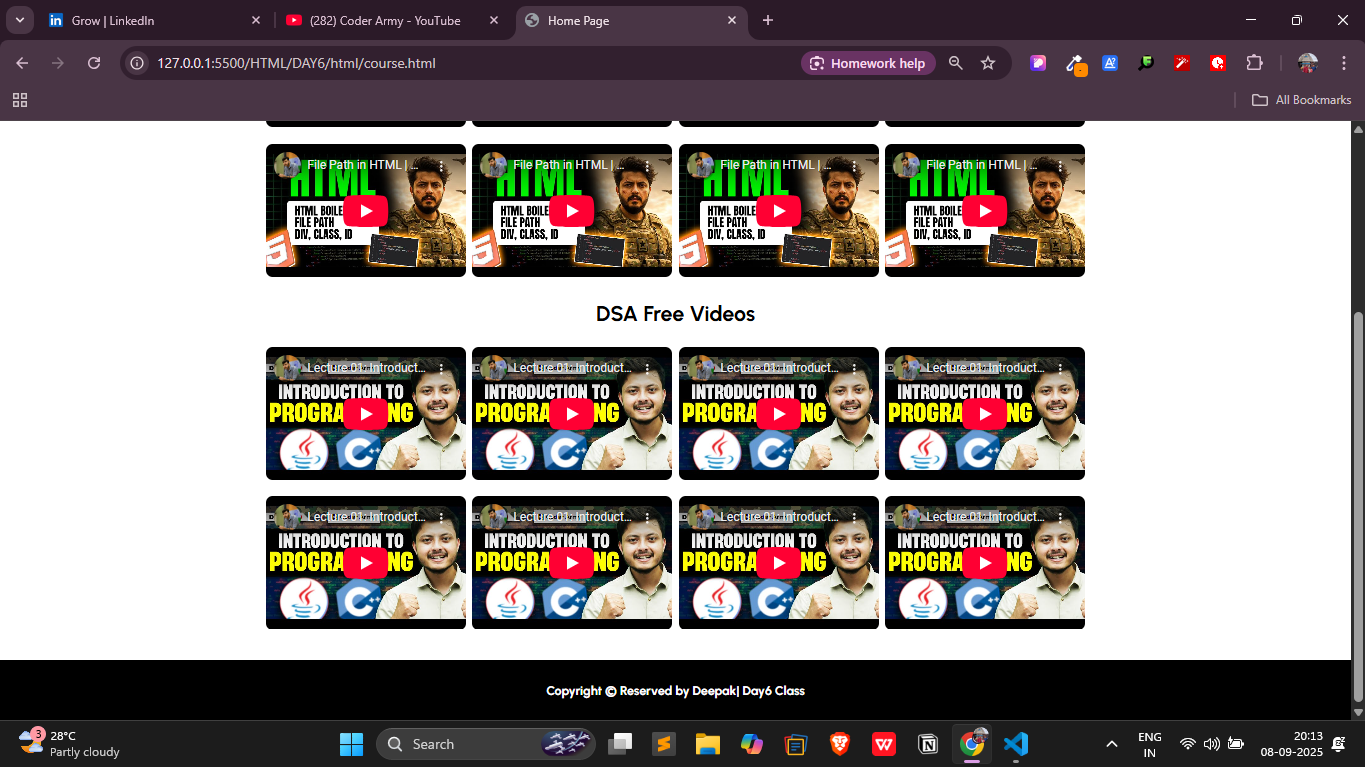 Grow | LinkedIn
(282) Coder Army - YouTube
Home Page
127.0.0.1:5500/HTML/DAY6/html/course.html
Homework help
All Bookmarks
File Path in HTML | ...
File Path in HTML | ...
File Path in HTML | ...
File Path in HTML | ...
HTML
HTML
HTML
HTML
HTML BOILE
FILE PATH
DIV, CLASS, ID
HTML BOILE
FILE PATH
DIV, CLASS, ID
HTML BOILE
FILE PATH
DIV, CLASS, ID
HTML BOILE
FILE PATH
DIV, CLASS, ID
DSA Free Videos
Lecture 01: Introduct...
Lecture 01: Introduct...
Lecture 01: Introduct...
Lecture 01: Introduct...
INTRODUCTION TO
PROGRA NG
INTRODUCTION TO
PROGRA NG
INTRODUCTION TO
PROGRA NG
INTRODUCTION TO
PROGRA NG
Lecture 01: Introduct...
Lecture 01: Introduct...
Lecture 01: Introduct...
Lecture 01: Introduct...
INTRODUCTION TO
PROGRA NG
INTRODUCTION TO
PROGRA NG
INTRODUCTION TO
PROGRA NG
INTRODUCTION TO
PROGRA NG
Copyright © Reserved by Deepak| Day6 Class
3
28°C
Partly cloudy
Search
ENG
IN
20:13
08-09-2025